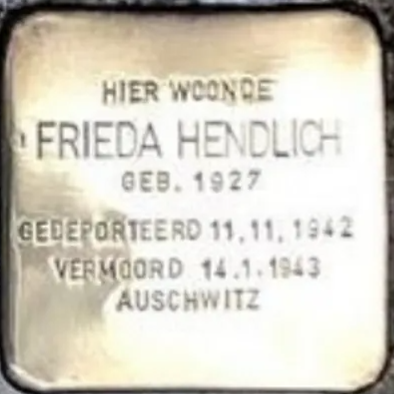 HIER WOONDE
FRIEDA HENDLICH
GEB. 1927
GEDEPORTEERD 11.11.1942
VERMOORD 14.1.1943
AUSCHWITZ